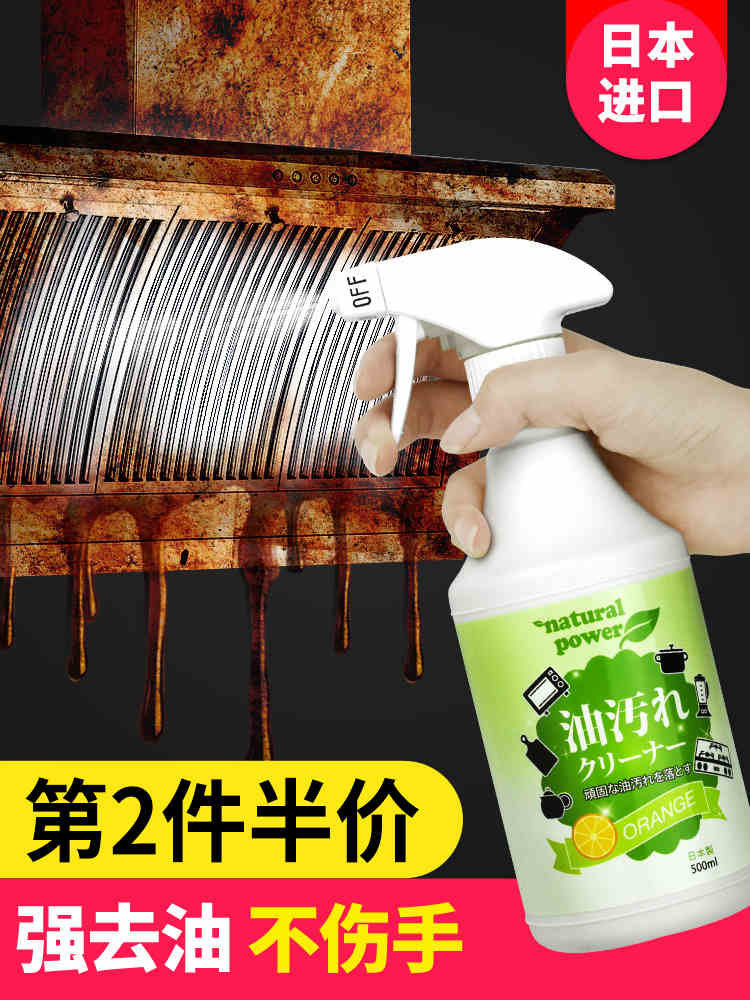 日本
进口
OFF
natural
power
油汚れ
クリーナー
頑固な油汚れを落とす
ORANGE
日本製
500ml
第2件半价
强去油 不伤手